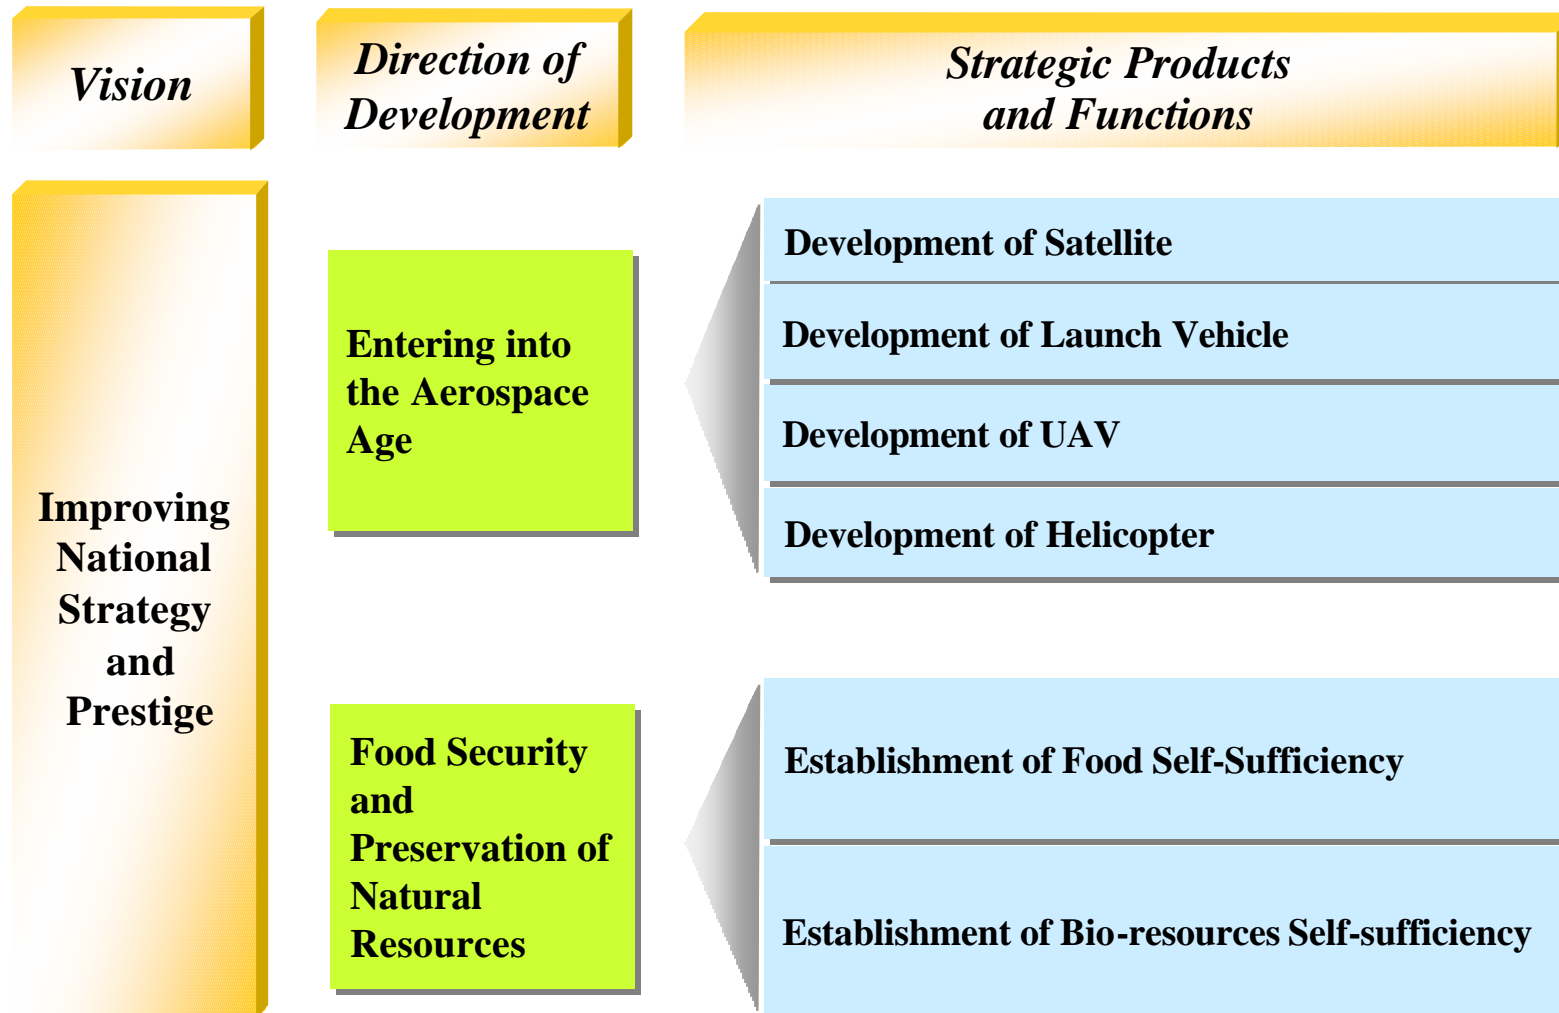 Vision
Direction of
Development
Strategic Products
and Functions
Improving
National
Strategy
and
Prestige
Entering into
the Aerospace
Age
Development of Satellite
Development of Launch Vehicle
Development of UAV
Development of Helicopter
Food Security
and
Preservation of
Natural
Resources
Establishment of Food Self-Sufficiency
Establishment of Bio-resources Self-sufficiency